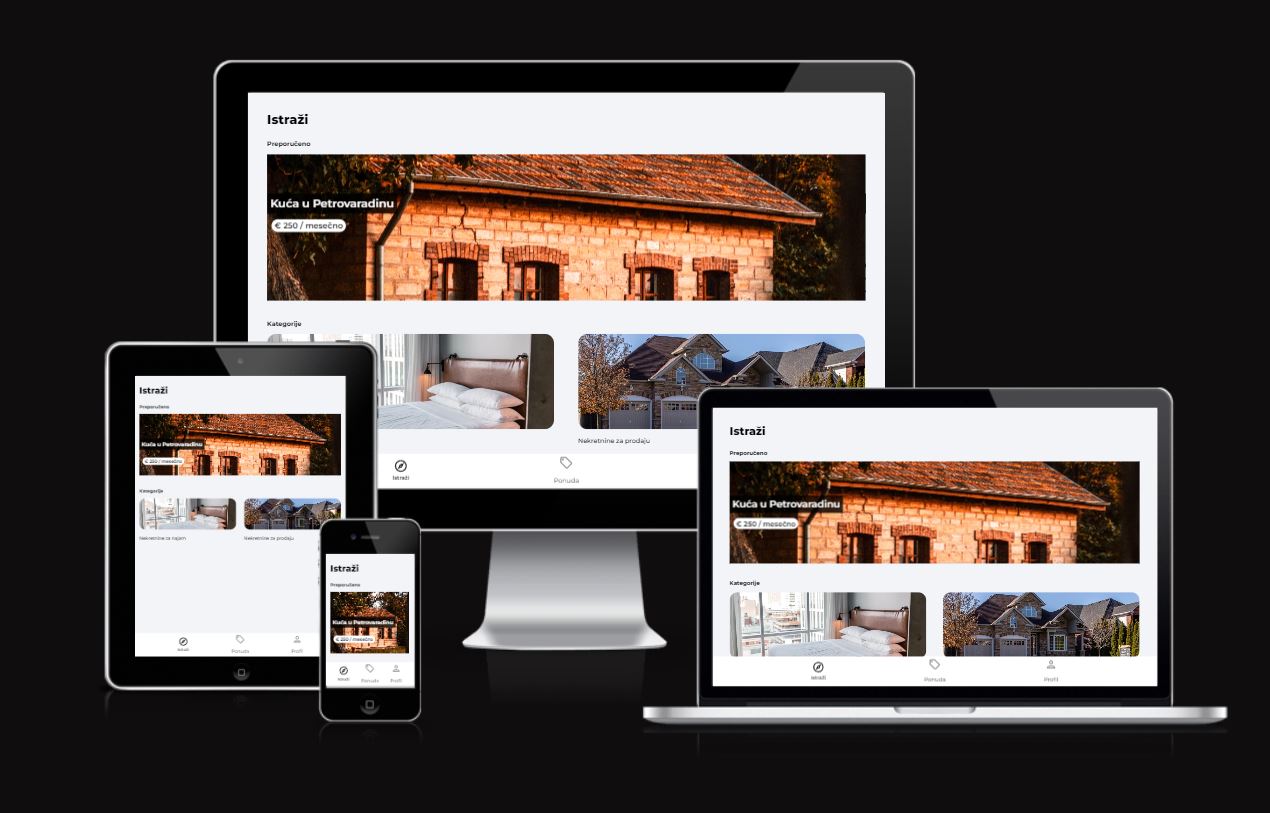 Istraži
Preporučeno
Kuća u Petrovaradinu
€ 250 / mesečno
Kategorije
Nekretnine za prodaju
Istraži
Ponuda
Istraži
Preporučeno
Kuća u Petrovaradinu
€ 250 / mesečno
Kategorije
Nekretnine za najam
Nekretnine za prodaju
Istraži
Ponuda
Profil
Istraži
Preporučeno
Kuća u Petrovaradinu
€ 250 / mesečno
Istraži
Ponuda
Profil
Istraži
Preporučeno
Kuća u Petrovaradinu
€ 250 / mesečno
Kategorije
Istraži
Ponuda
Profil